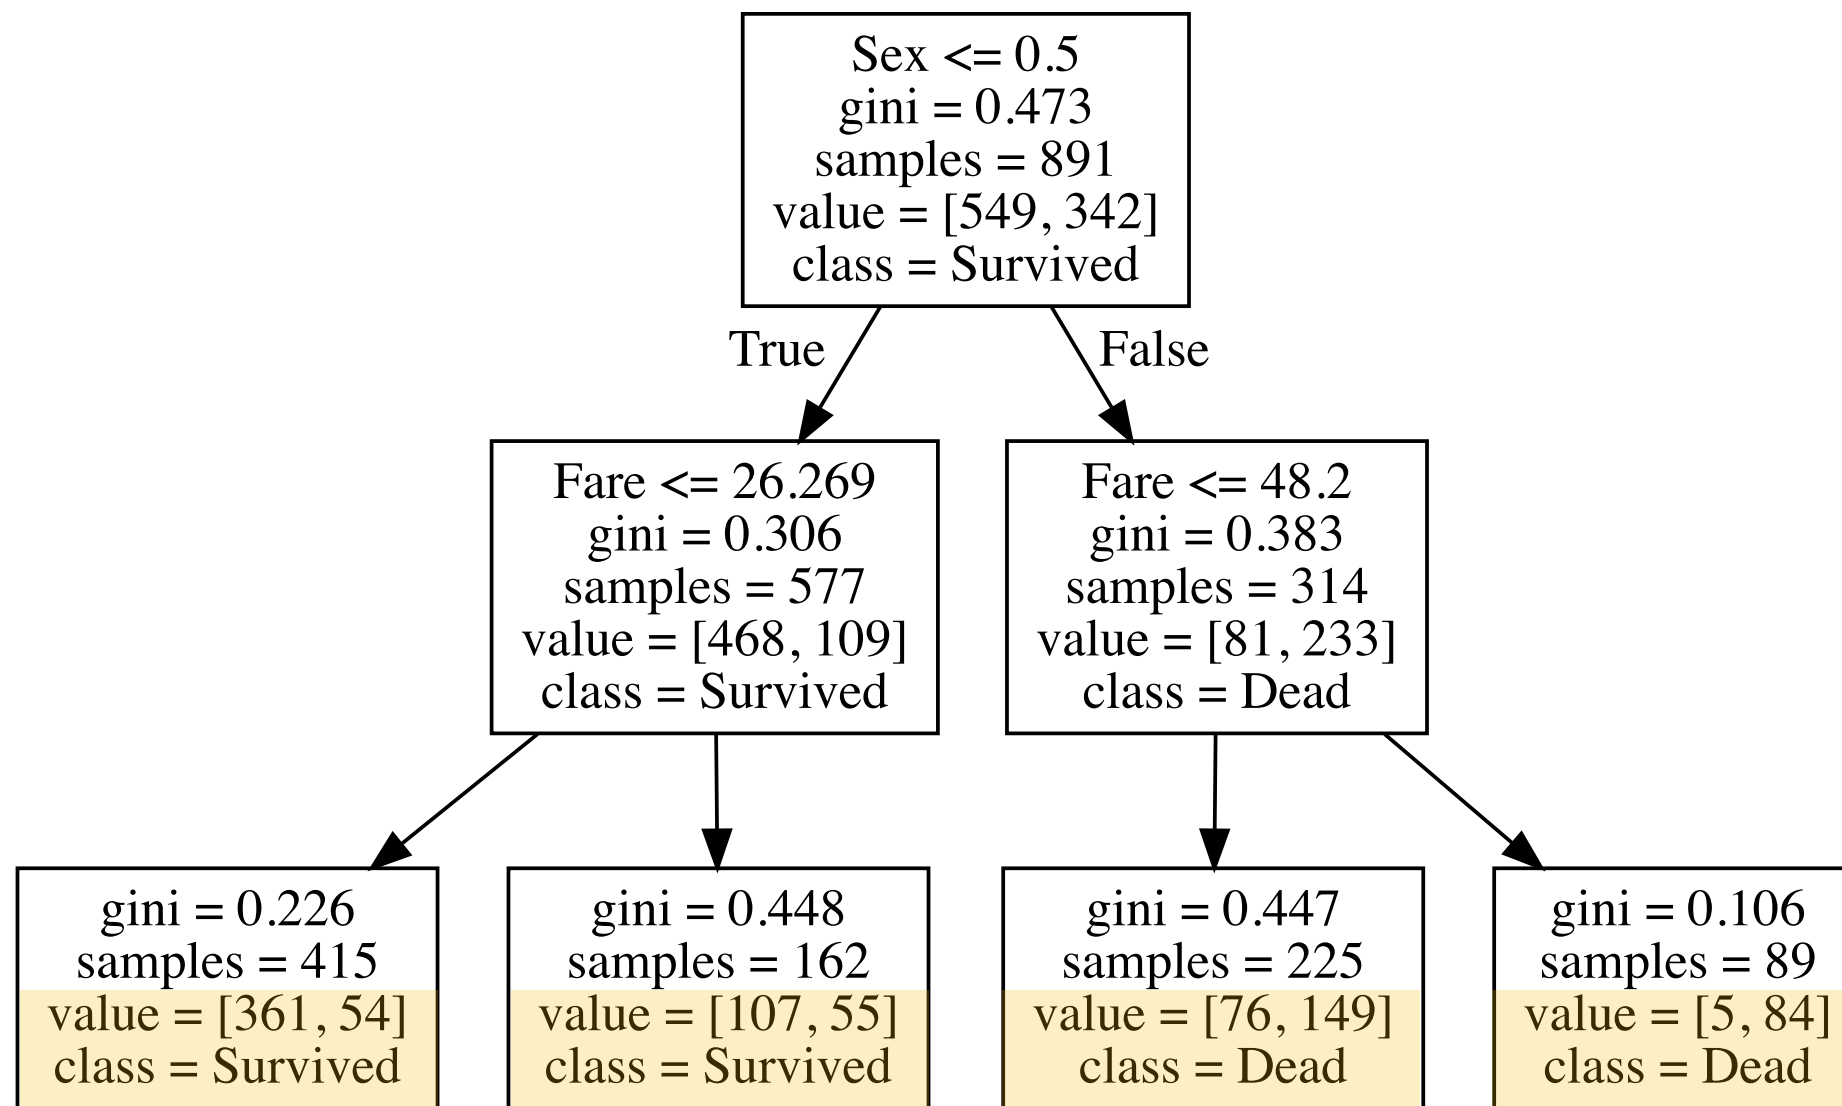 Sex <= 0.5
gini = 0.473
samples = 891
value = [549, 342]
class = Survived
True
False
Fare <= 26.269
gini = 0.306
samples = 577
value = [468, 109]
class = Survived
Fare <= 48.2
gini = 0.383
samples = 314
value = [81, 233]
class = Dead
gini = 0.226
samples = 415
value = [361, 54]
class = Survived
gini = 0.448
samples = 162
value = [107, 55]
class = Survived
gini = 0.447
samples = 225
value = [76, 149]
class = Dead
gini = 0.106
samples = 89
value = [5, 84]
class = Dead